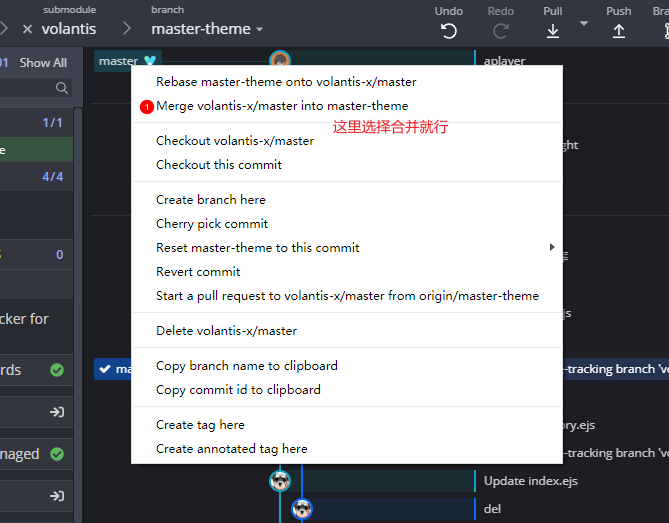 submodule
volantis
branch
master-theme
Undo
Redo
Pull
Push
Show All
master
aplayer
1/1
4/4
0
Rebase master-theme onto volantis-x/master
1 Merge volantis-x/master into master-theme
这里选择合并就行
Checkout volantis-x/master
Checkout this commit
Create branch here
Cherry pick commit
Reset master-theme to this commit
Revert commit
Start a pull request to volantis-x/master from origin/master-theme
Delete volantis-x/master
Copy branch name to clipboard
Copy commit id to clipboard
Create tag here
Create annotated tag here
cker for
rds
naged
ma
-tracking branch 'vo
ory.ejs
-tracking branch 'vo
Update index.ejs
del